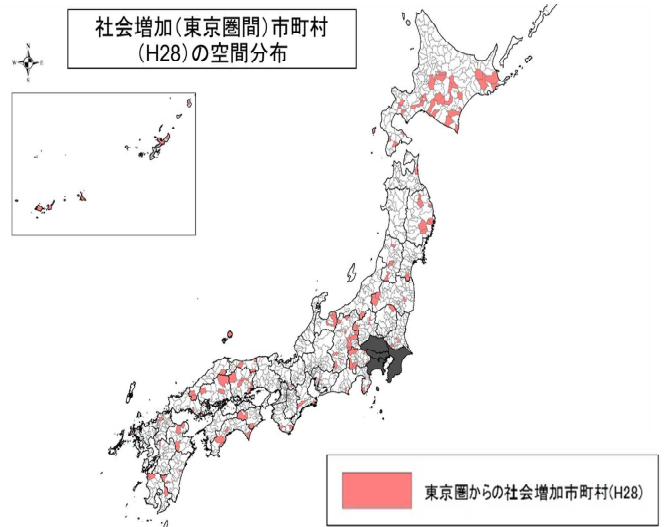 社会増加(東京圏間)市町村
(H28)の空間分布
N
W E
S
東京圏からの社会増加市町村(H28)